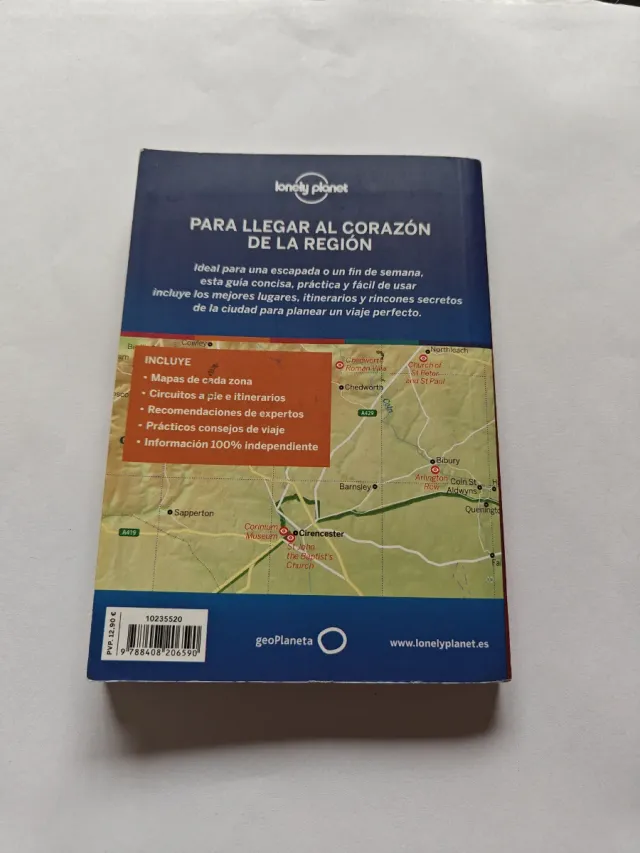 lonely planet
PARA LLEGAR AL CORAZÓN
DE LA REGIÓN
Ideal para una escapada o un fin de semana,
esta guía concisa, práctica y fácil de usar
incluye los mejores lugares, itinerarios y rincones secretos
de la ciudad para planear un viaje perfecto.
INCLUYE
• Mapas de cada zona
• Circuitos a pie e itinerarios
• Recomendaciones de expertos
• Prácticos consejos de viaje
• Información 100% independiente
Cowley
Northleach
Chedworth
Roman Villa
Church of
St Peter
and St Paul
Chedworth
A429
Bibury
Arlington
Row
Barnsley
Coln St
Aldwyns
Quenington
Sapperton
A419
Corinium
Museum
Cirencester
St John
the Baptist's
Church
PVP. 12,90 €
10235520
9 788408 206590
geoPlaneta
www.lonelyplanet.es